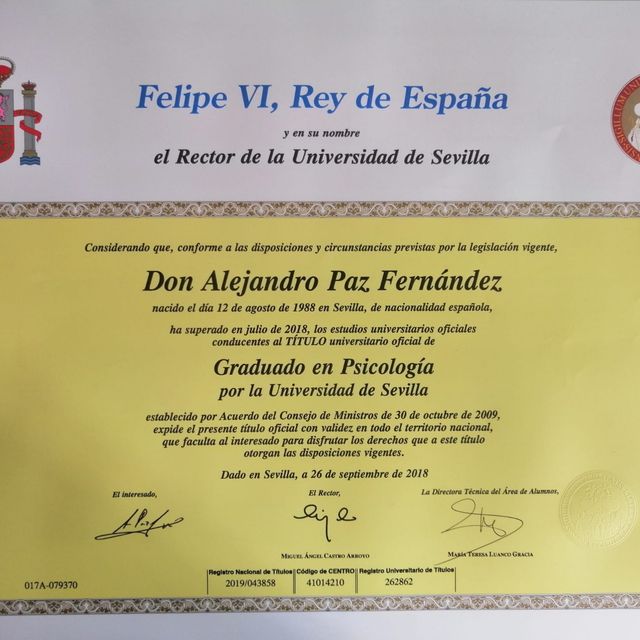 Felipe VI, Rey de España
y en su nombre
el Rector de la Universidad de Sevilla
Considerando que, conforme a las disposiciones y circunstancias previstas por la legislación vigente,
Don Alejandro Paz Fernández
nacido el día 12 de agosto de 1988 en Sevilla, de nacionalidad española,
ha superado en julio de 2018, los estudios universitarios oficiales
conducentes al TÍTULO universitario oficial de
Graduado en Psicología
por la Universidad de Sevilla
establecido por Acuerdo del Consejo de Ministros de 30 de octubre de 2009,
expide el presente título oficial con validez en todo el territorio nacional,
que faculta al interesado para disfrutar los derechos que a este título
otorgan las disposiciones vigentes.
Dado en Sevilla, a 26 de septiembre de 2018
El interesado, El Rector, La Directora Técnica del Área de Alumnos,
MIGUEL ÁNGEL CASTRO ARROYO MARÍA TERESA LUANCO GRACIA
Registro Nacional de Títulos Código de CENTRO Registro Universitario de Títulos
017A-079370 2019/043858 41014210 262862